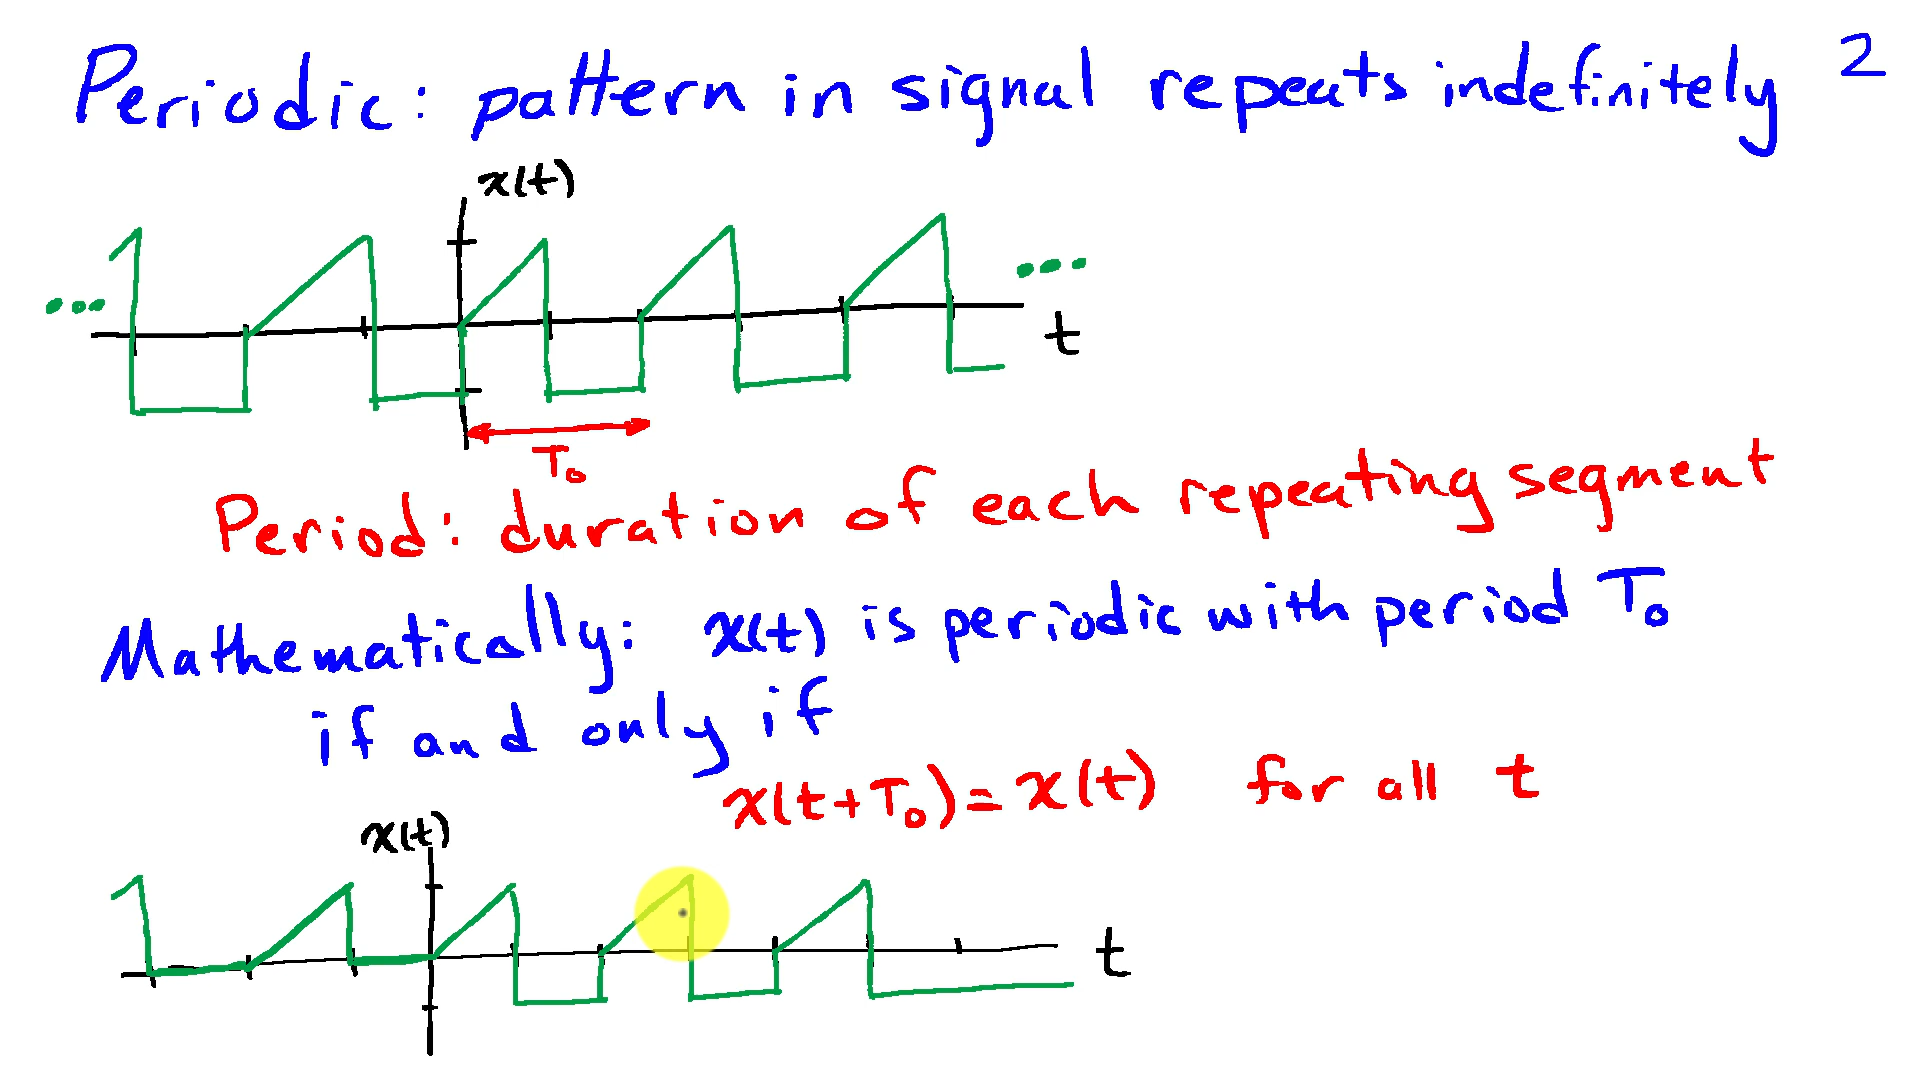 Periodic: pattern in signal repeats indefinitely 2
x(t)
... ...
t
T₀
Period: duration of each repeating segment
Mathematically: x(t) is periodic with period T₀
if and only if
x(t+T₀)=x(t) for all t
x(t)
t